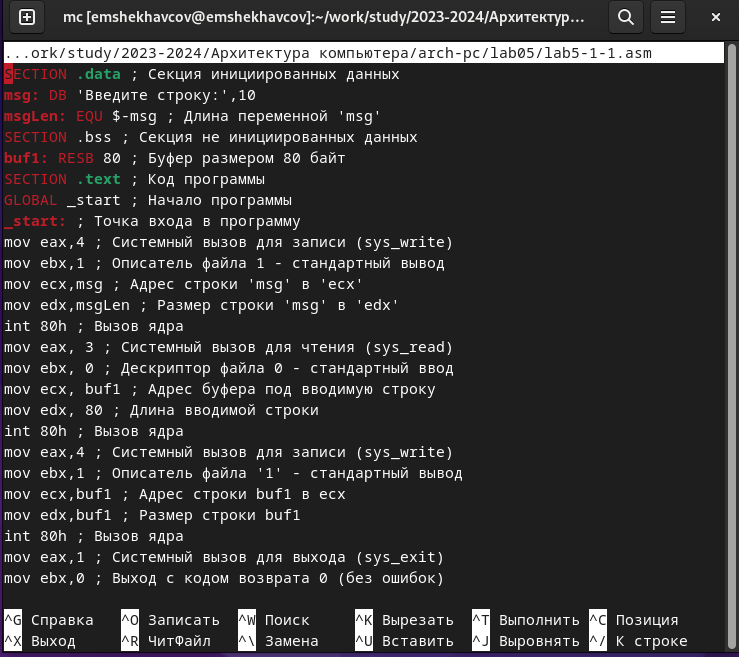 mc [emshekhavcov@emshekhavcov]:~/work/study/2023-2024/Архитектур...
...ork/study/2023-2024/Архитектура компьютера/arch-pc/lab05/lab5-1-1.asm
SECTION .data ; Секция инициированных данных
msg: DB 'Введите строку:',10
msgLen: EQU $-msg ; Длина переменной 'msg'
SECTION .bss ; Секция не инициированных данных
buf1: RESB 80 ; Буфер размером 80 байт
SECTION .text ; Код программы
GLOBAL _start ; Начало программы
_start: ; Точка входа в программу
mov eax,4 ; Системный вызов для записи (sys_write)
mov ebx,1 ; Описатель файла 1 - стандартный вывод
mov ecx,msg ; Адрес строки 'msg' в 'ecx'
mov edx,msgLen ; Размер строки 'msg' в 'edx'
int 80h ; Вызов ядра
mov eax, 3 ; Системный вызов для чтения (sys_read)
mov ebx, 0 ; Дескриптор файла 0 - стандартный ввод
mov ecx, buf1 ; Адрес буфера под вводимую строку
mov edx, 80 ; Длина вводимой строки
int 80h ; Вызов ядра
mov eax,4 ; Системный вызов для записи (sys_write)
mov ebx,1 ; Описатель файла '1' - стандартный вывод
mov ecx,buf1 ; Адрес строки buf1 в ecx
mov edx,buf1 ; Размер строки buf1
int 80h ; Вызов ядра
mov eax,1 ; Системный вызов для выхода (sys_exit)
mov ebx,0 ; Выход с кодом возврата 0 (без ошибок)
^G Справка ^O Записать ^W Поиск ^K Вырезать ^T Выполнить ^C Позиция
^X Выход ^R ЧитФайл ^\ Замена ^U Вставить ^J Выровнять ^/ К строке